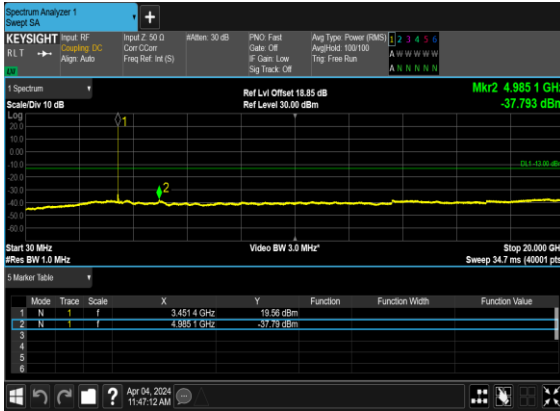 Spectrum Analyzer 1
Swept SA
+
KEYSIGHT Input: RF Input Z: 50 Ω #Atten: 30 dB PNO: Fast Avg Type: Power (RMS) 1 2 3 4 5 6
RLT Coupling: DC Corr CCorr Gate: Off Avg|Hold: 100/100 A W W W W W
Align: Auto Freq Ref: Int (S) IF Gain: Low Trig: Free Run
Sig Track: Off A N N N N N
1 Spectrum
Scale/Div 10 dB
Ref Lvl Offset 18.85 dB
Ref Level 30.00 dBm
Mkr2 4.985 1 GHz
-37.793 dBm
Log
20.0
10.0
0.00
-10.0
-20.0
-30.0
-40.0
-50.0
-60.0
1
2
DL1 -13.00 dBm
Start 30 MHz Video BW 3.0 MHz* Stop 20.000 GH
#Res BW 1.0 MHz Sweep 34.7 ms (40001 pts
5 Marker Table
Mode Trace Scale X Y Function Function Width Function Value
1 N 1 f 3.451 4 GHz 19.56 dBm
2 N 1 f 4.985 1 GHz -37.79 dBm
3
4
5
6
? Apr 04, 2024
11:47:12 AM